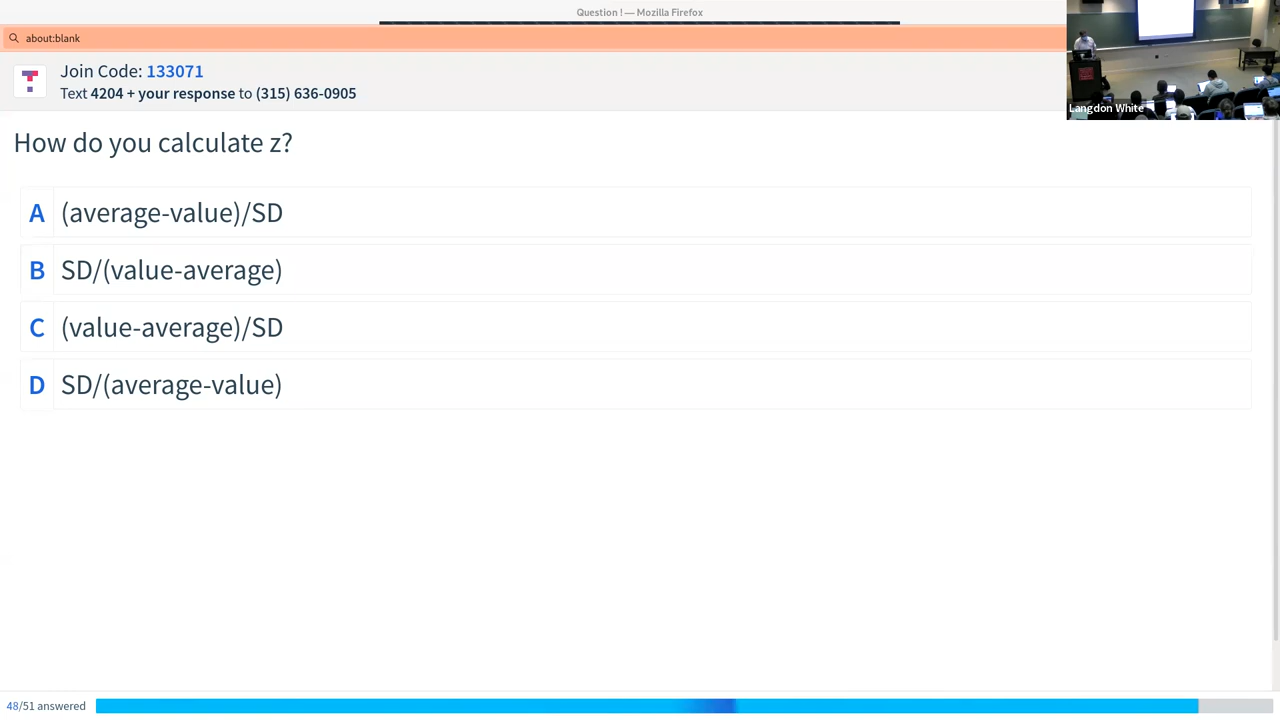 Question ! — Mozilla Firefox
about:blank
Join Code: 133071
Text 4204 + your response to (315) 636-0905
Langdon White
How do you calculate z?
A (average-value)/SD
B SD/(value-average)
C (value-average)/SD
D SD/(average-value)
48/51 answered